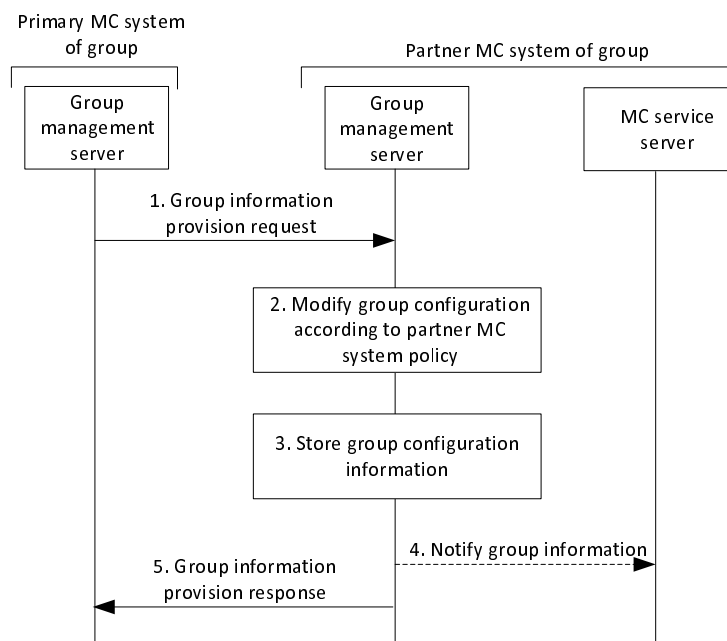 Primary MC system
of group
Partner MC system of group
Group
management
server
Group
management
server
MC service
server
1. Group information
provision request
2. Modify group configuration
according to partner MC
system policy
3. Store group configuration
information
4. Notify group information
5. Group information
provision response